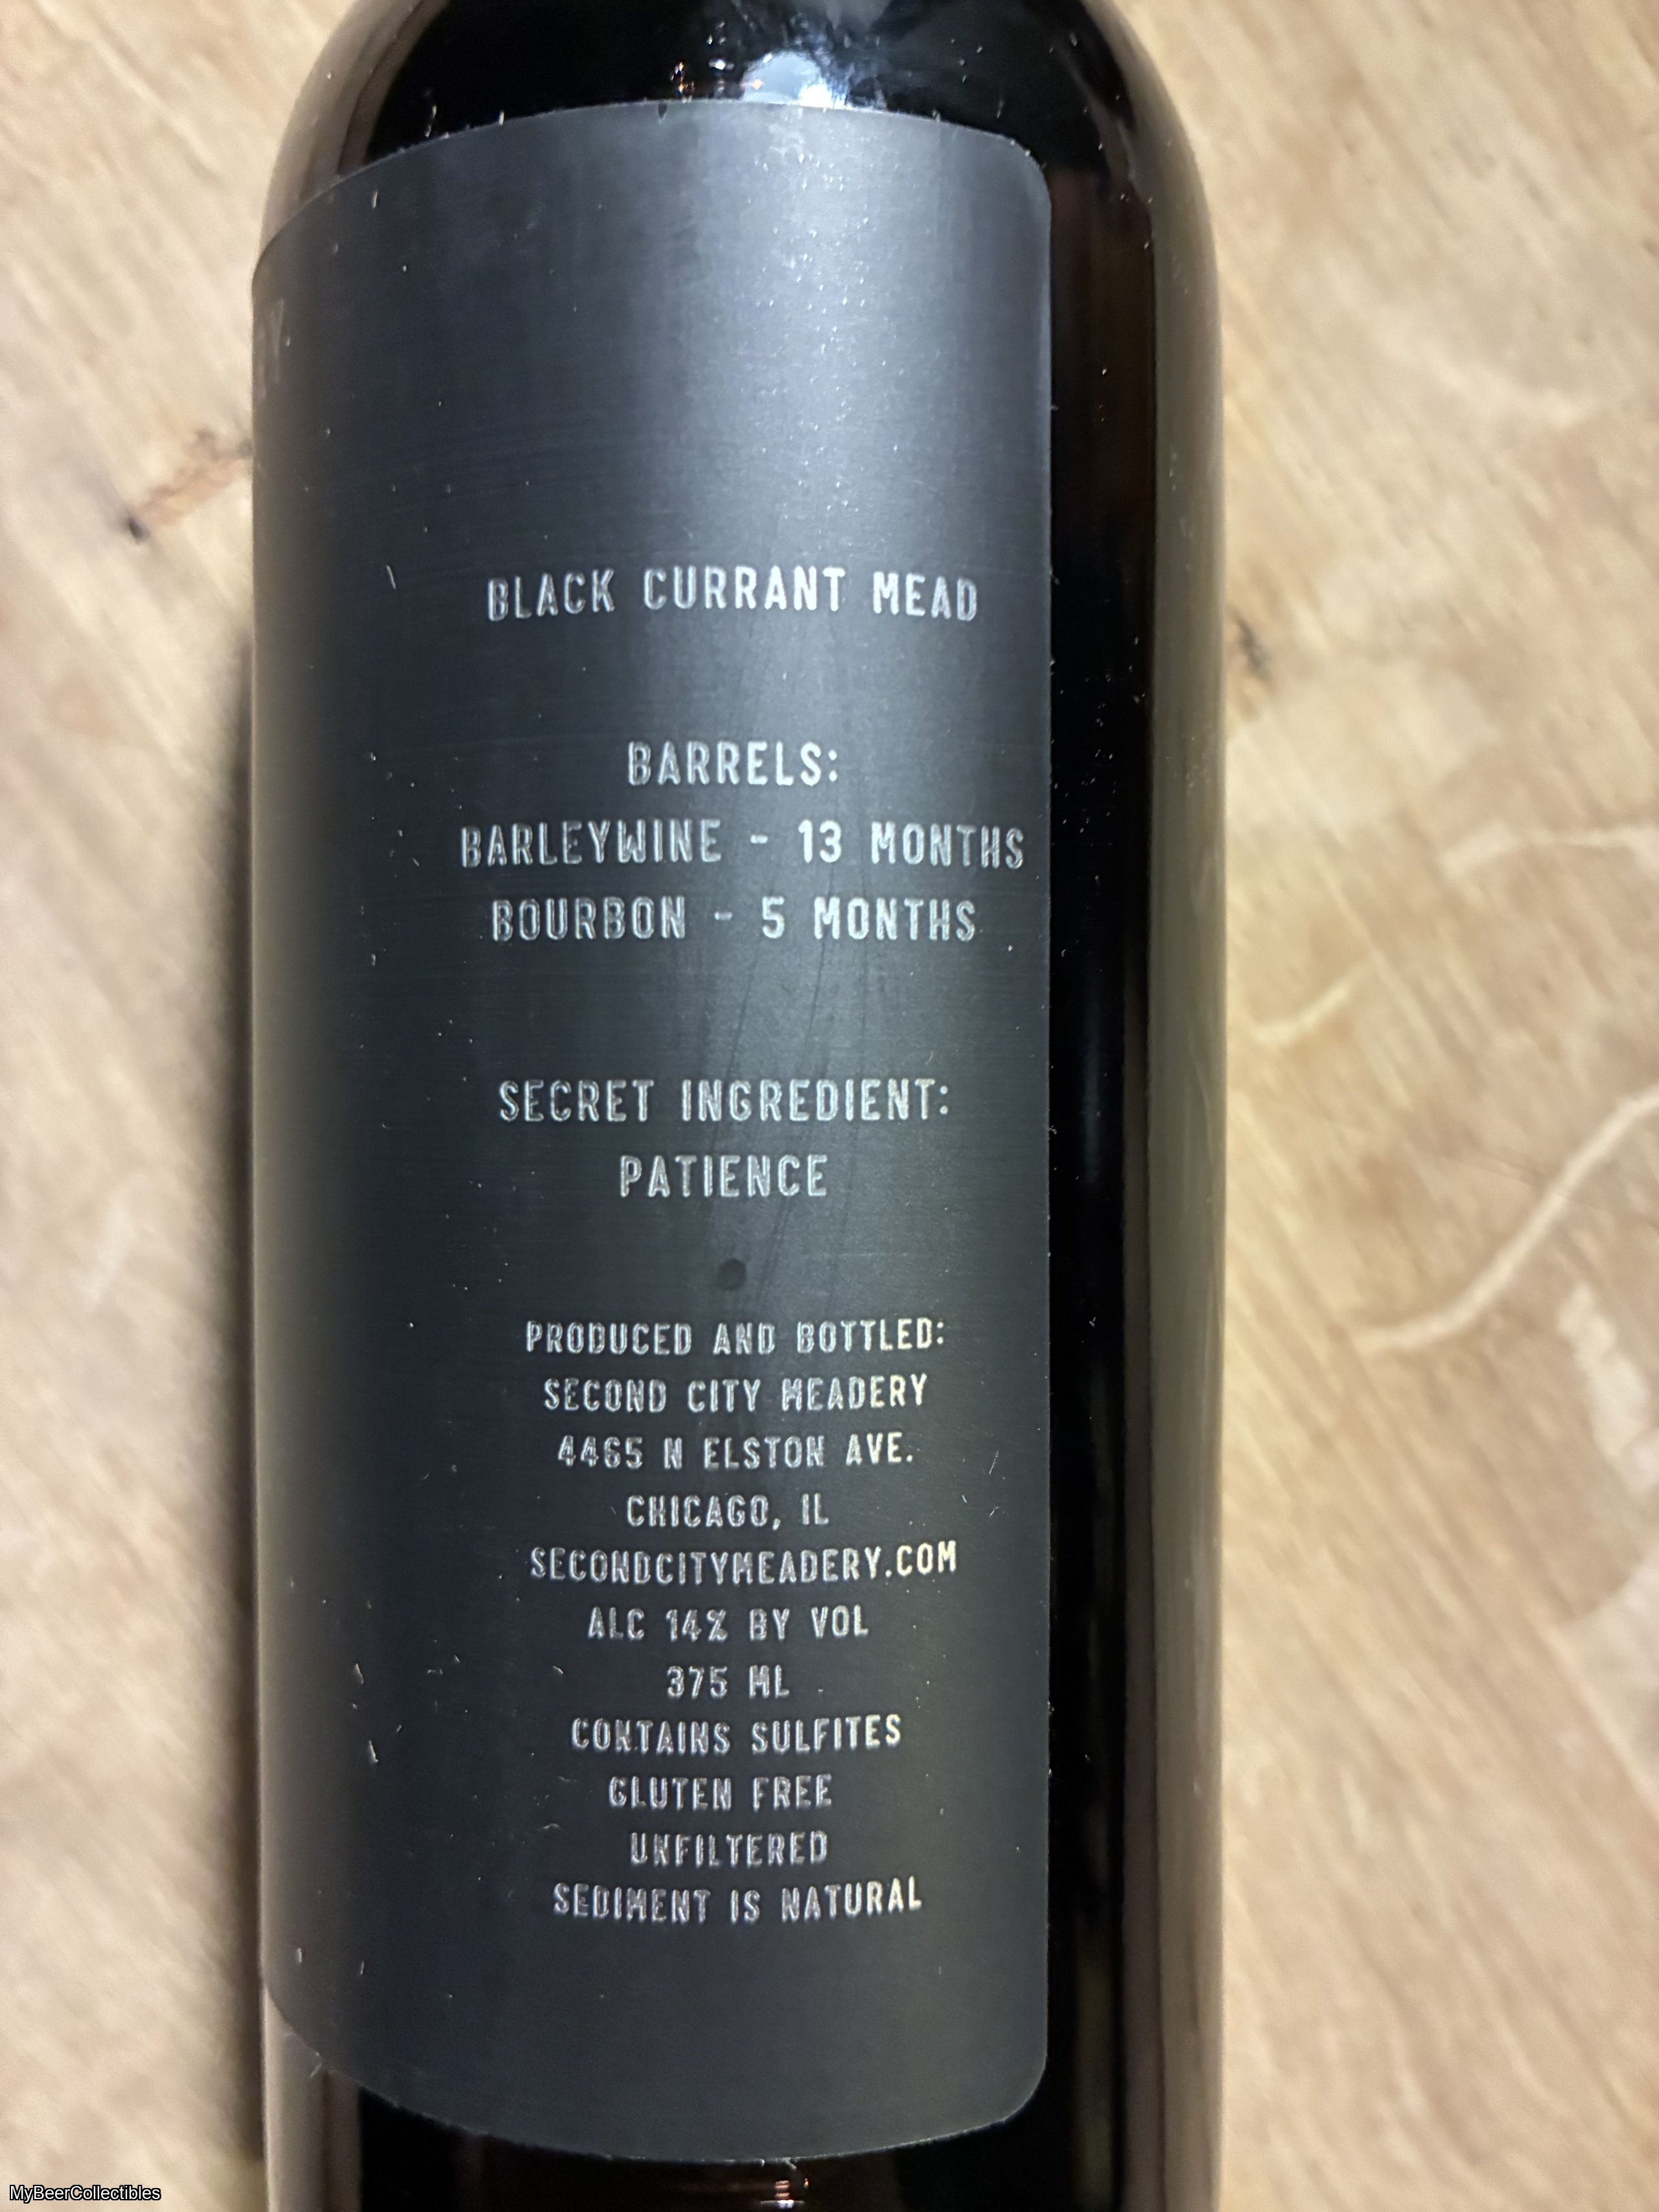 BLACK CURRANT MEAD
BARRELS:
BARLEYWINE - 13 MONTHS
BOURBON - 5 MONTHS
SECRET INGREDIENT:
PATIENCE
PRODUCED AND BOTTLED:
SECOND CITY MEADERY
4465 N ELSTON AVE.
CHICAGO, IL
SECONDCITYMEADERY.COM
ALC 14% BY VOL
375 ML
CONTAINS SULFITES
GLUTEN FREE
UNFILTERED
SEDIMENT IS NATURAL
MyBeerCollectibles